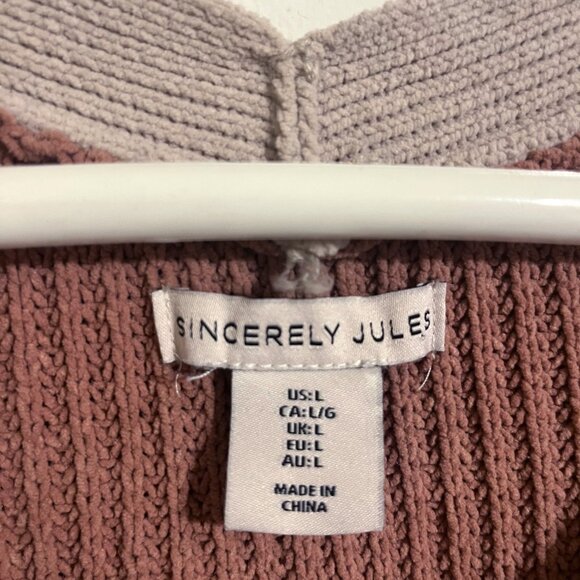 SINCERELY JULES
US: L
CA: L/G
UK: L
EU: L
AU: L
MADE IN
CHINA